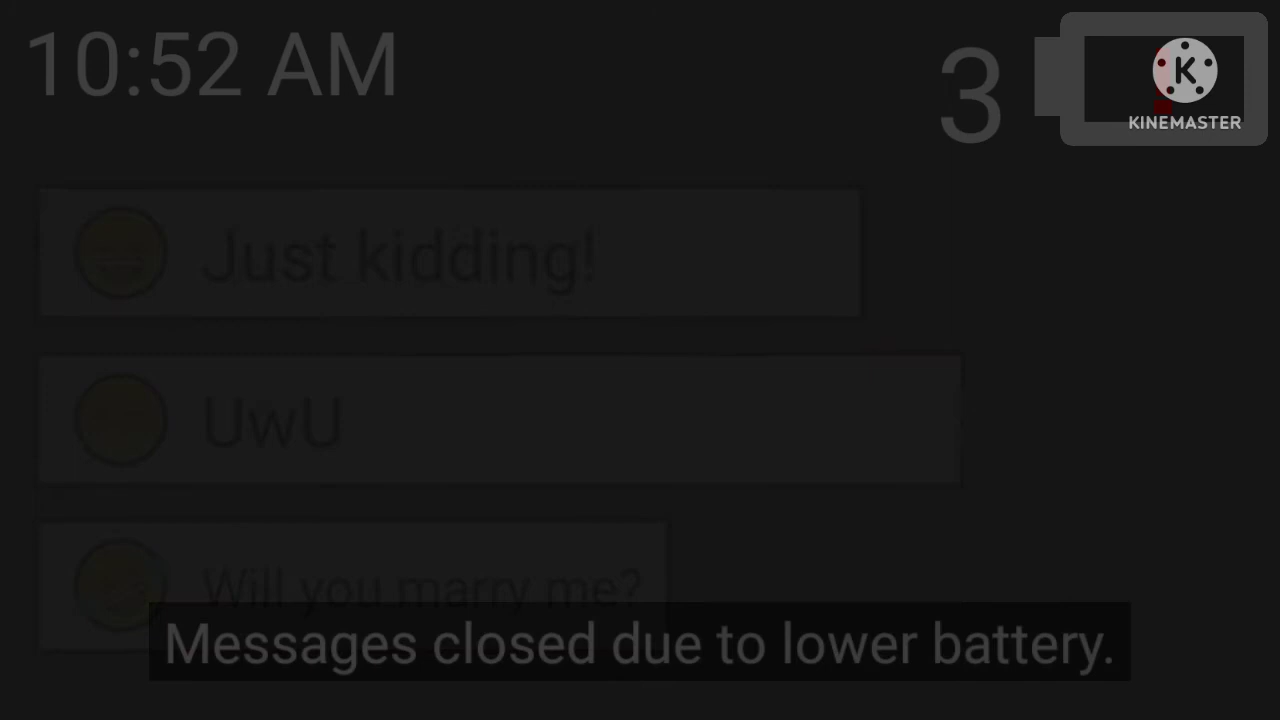 10:52 AM
3
KINEMASTER
Just kidding!
UwU
Will you marry me?
Messages closed due to lower battery.